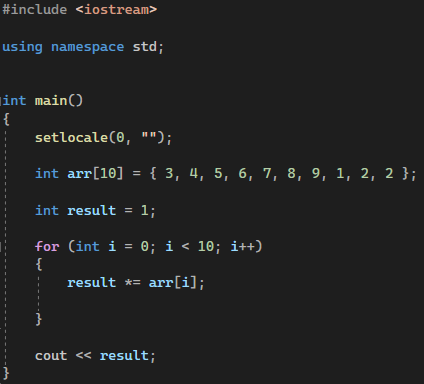 #include <iostream>
using namespace std;
int main()
{
setlocale(0, "");
int arr[10] = { 3, 4, 5, 6, 7, 8, 9, 1, 2, 2 };
int result = 1;
for (int i = 0; i < 10; i++)
{
result *= arr[i];
}
cout << result;
}